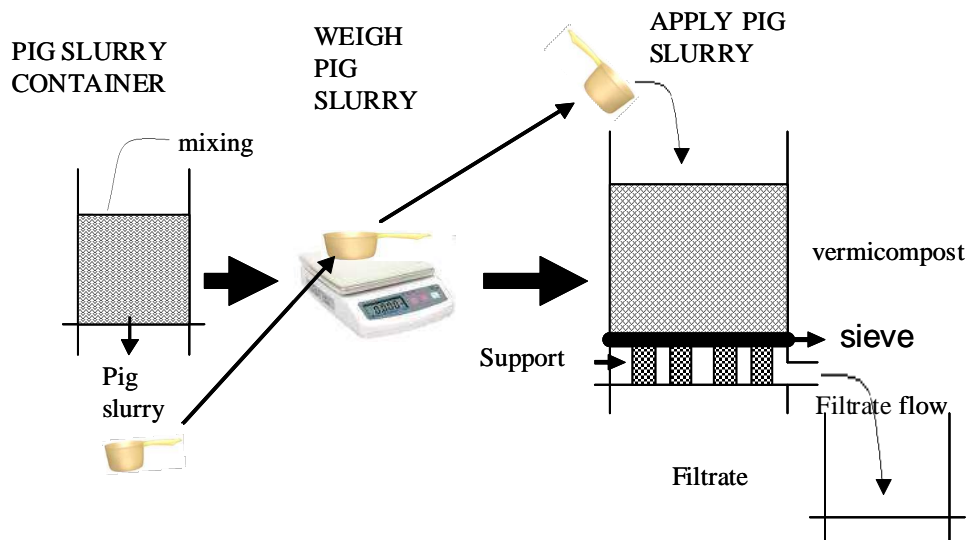 PIG SLURRY
CONTAINER
WEIGH
PIG
SLURRY
APPLY PIG
SLURRY
mixing
vermicompost
sieve
Support
Pig
slurry
Filtrate flow
Filtrate